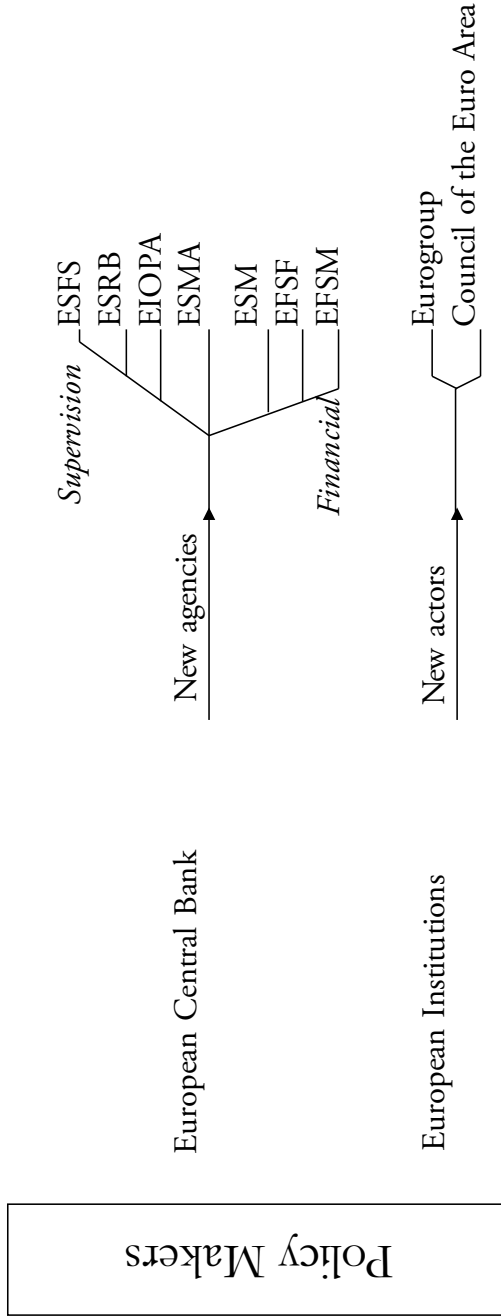 Policy Makers
European Central Bank
New agencies
Supervision
ESFS
ESRB
EIOPA
ESMA
Financial
ESM
EFSF
EFSM
European Institutions
New actors
Eurogroup
Council of the Euro Area